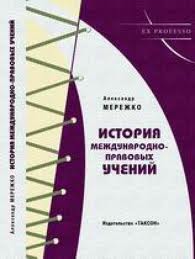 Александр МЕРЕЖКО ИСТОРИЯ МЕЖДУНАРОДНО-ПРАВОВЫХ УЧЕНИЙ
EX PROFESSO
Александр
МЕРЕЖКО
ИСТОРИЯ
МЕЖДУНАРОДНО-
ПРАВОВЫХ
УЧЕНИЙ
Издательство «ТАКСОН»